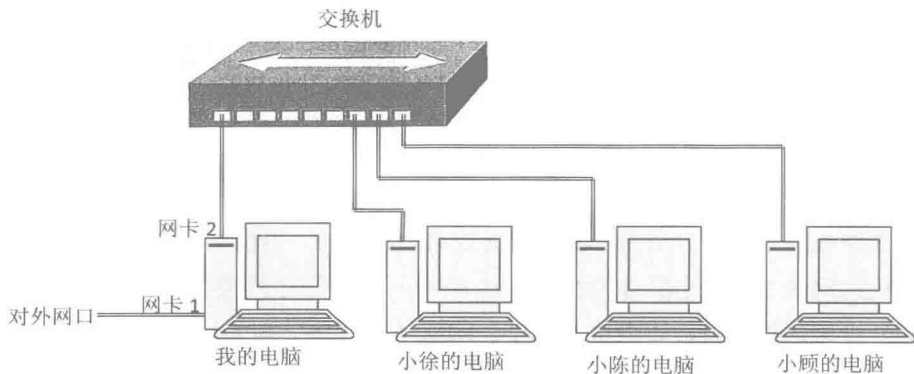 交换机
网卡 2
网卡 1
对外网口
我的电脑
小徐的电脑
小陈的电脑
小顾的电脑